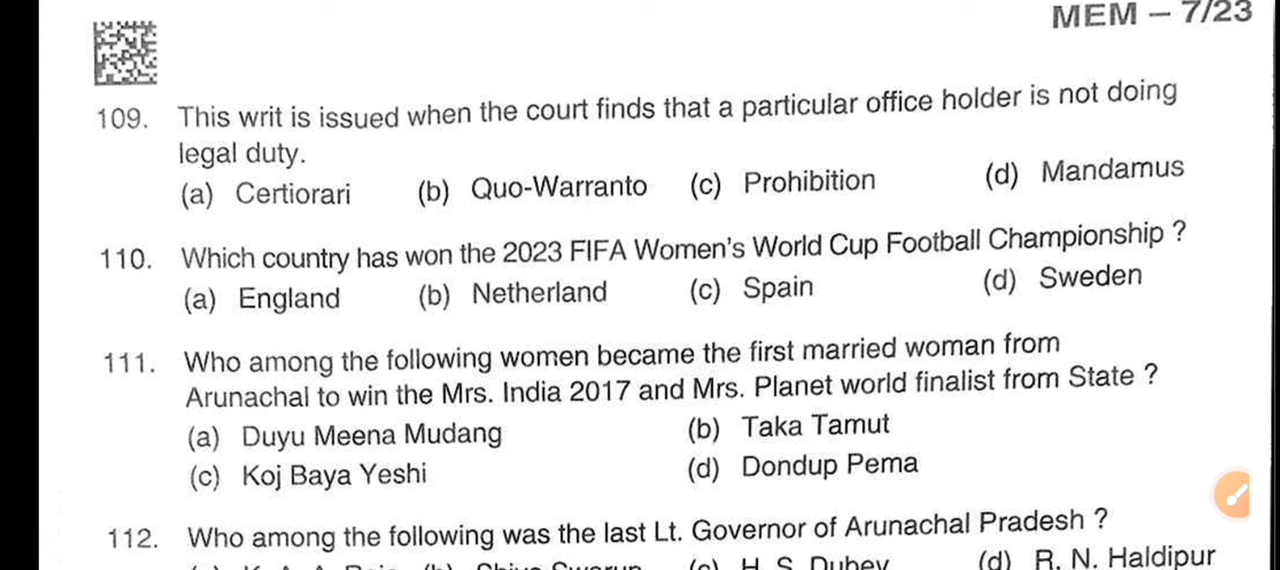 MEM – 7/23
109. This writ is issued when the court finds that a particular office holder is not doing
legal duty.
(a) Certiorari (b) Quo-Warranto (c) Prohibition (d) Mandamus
110. Which country has won the 2023 FIFA Women's World Cup Football Championship ?
(a) England (b) Netherland (c) Spain (d) Sweden
111. Who among the following women became the first married woman from
Arunachal to win the Mrs. India 2017 and Mrs. Planet world finalist from State ?
(a) Duyu Meena Mudang (b) Taka Tamut
(c) Koj Baya Yeshi (d) Dondup Pema
112. Who among the following was the last Lt. Governor of Arunachal Pradesh ?
(c) H. S. Dubey (d) R. N. Haldipur